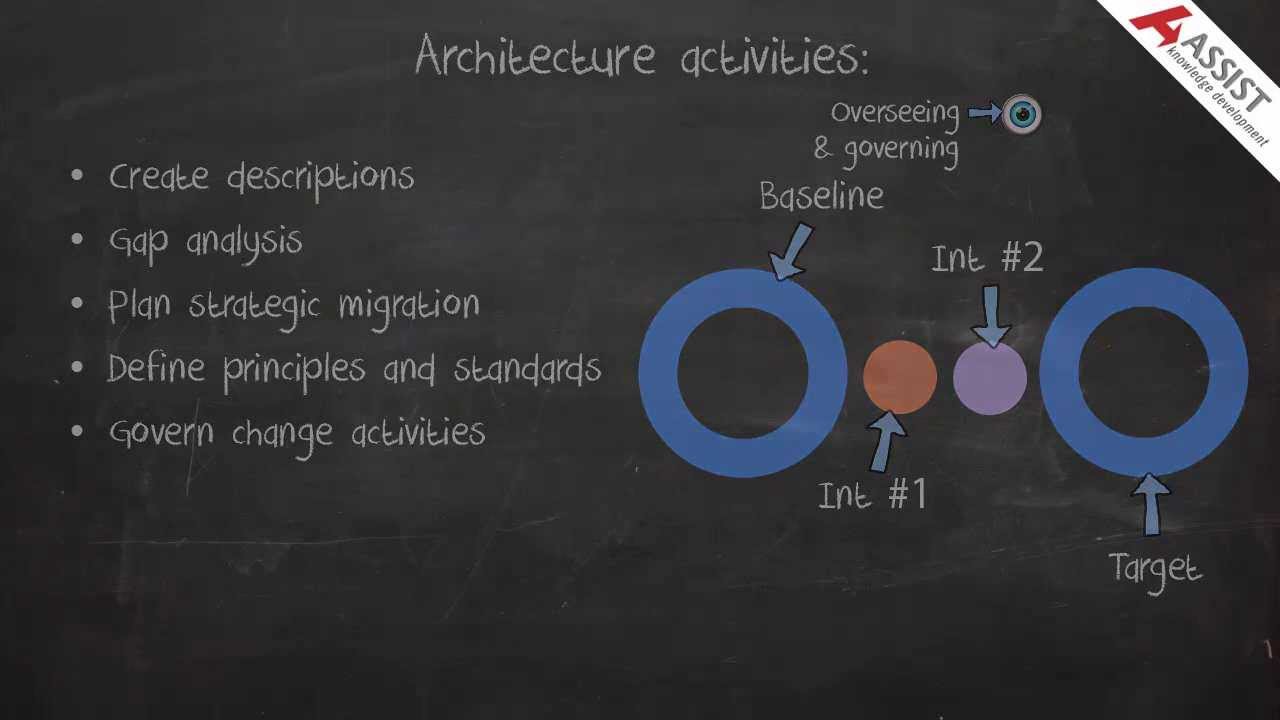 Architecture activities:
ASSIST
knowledge development
Overseeing
& governing
• Create descriptions
• Gap analysis
• Plan strategic migration
• Define principles and standards
• Govern change activities
Baseline
Int #2
Int #1
Target